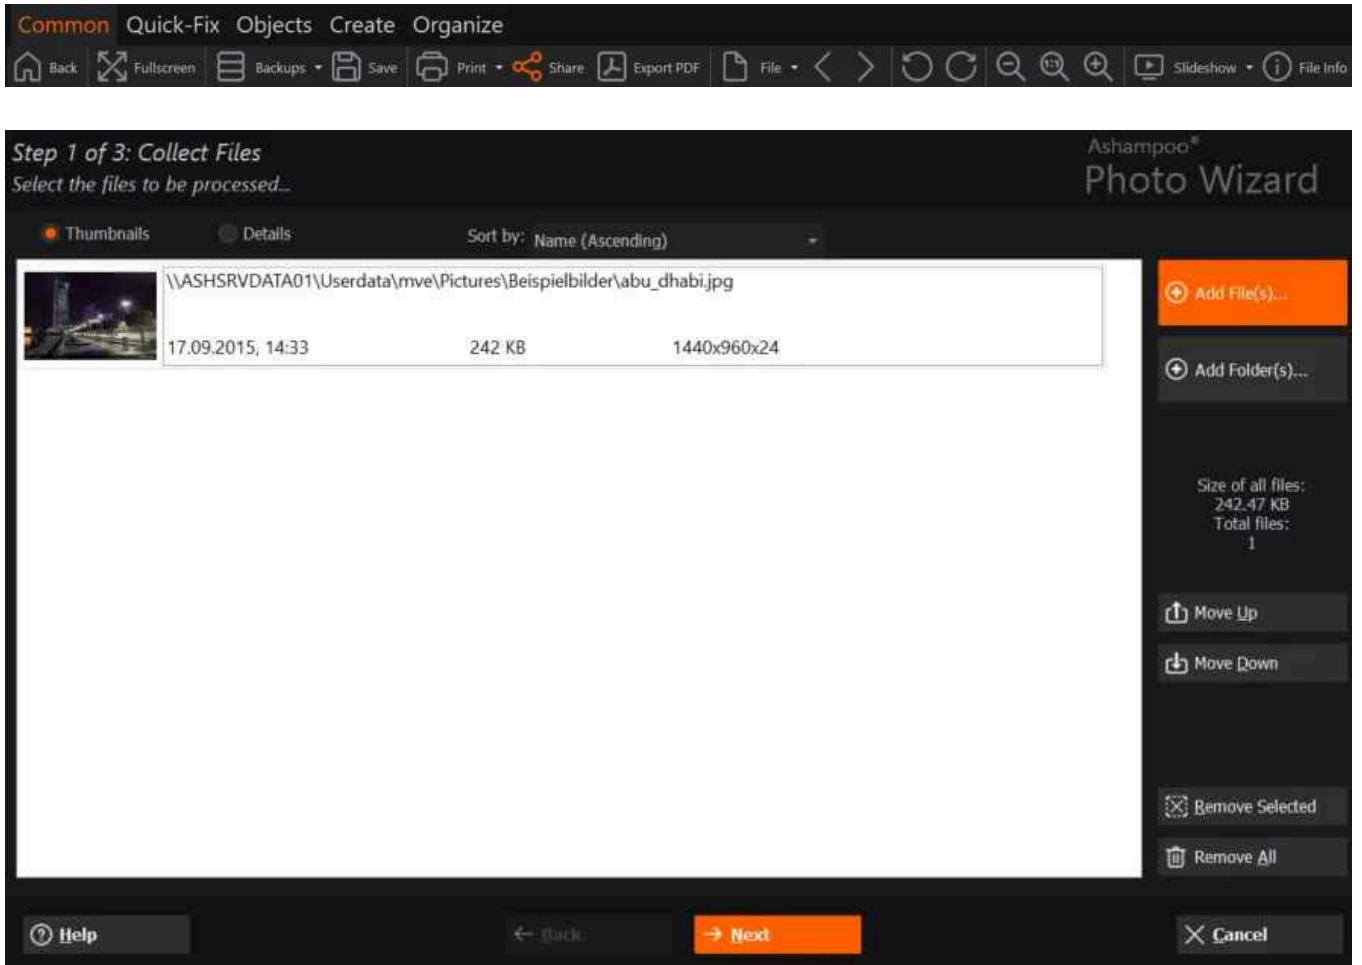 Common Quick-Fix Objects Create Organize
Back Fullscreen Backups Save Print Share Export PDF File 1:1 Slideshow File Info
Step 1 of 3: Collect Files
Select the files to be processed...
Ashampoo®
Photo Wizard
Thumbnails Details Sort by: Name (Ascending)
\\ASHSRVDATA01\Userdata\mve\Pictures\Beispielbilder\abu_dhabi.jpg
17.09.2015, 14:33 242 KB 1440x960x24
Add File(s)...
Add Folder(s)...
Size of all files:
242.47 KB
Total files:
1
Move Up
Move Down
Remove Selected
Remove All
Help Back Next Cancel